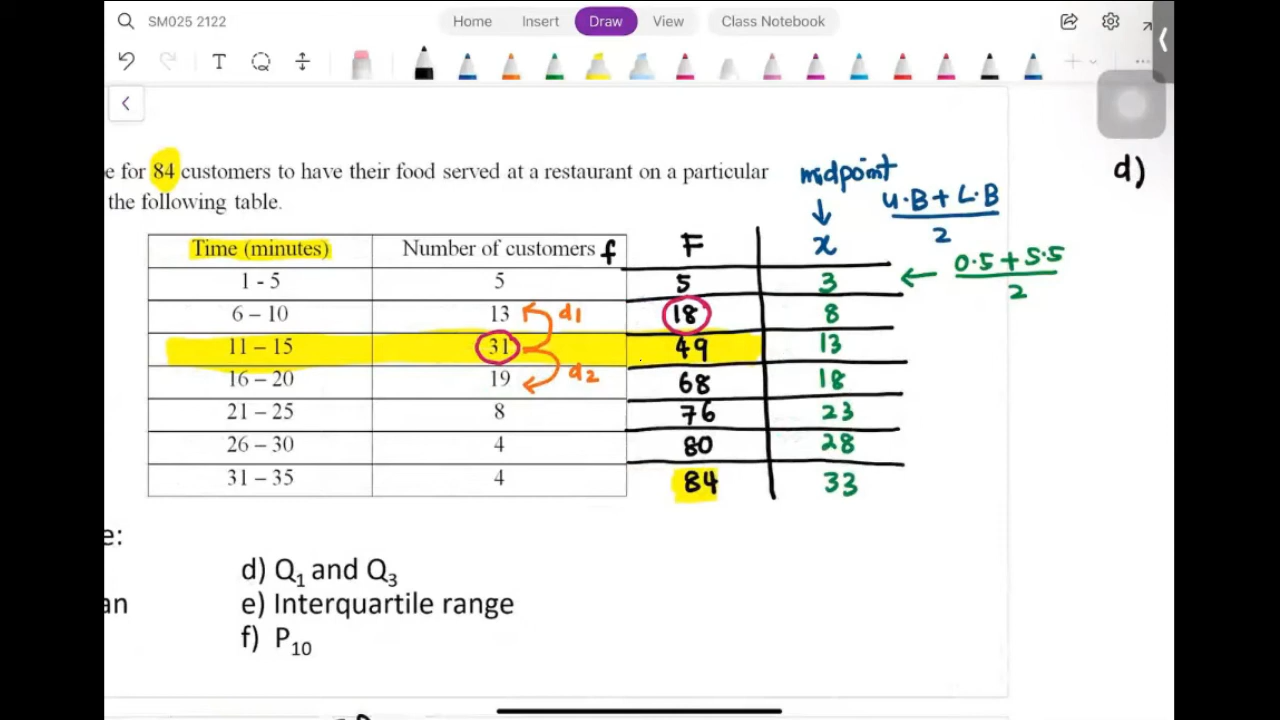 SM025 2122
Home Insert Draw View Class Notebook
T
e for 84 customers to have their food served at a restaurant on a particular
the following table.
midpoint
U.B + L.B
2
d)
Time (minutes) Number of customers f F x
1 - 5 5 5 3
0.5 + 5.5
2
6 – 10 13 d1 18 8
11 – 15 31 49 13
16 – 20 19 d2 68 18
21 – 25 8 76 23
26 – 30 4 80 28
31 – 35 4 84 33
e:
d) Q1 and Q3
an e) Interquartile range
f) P10